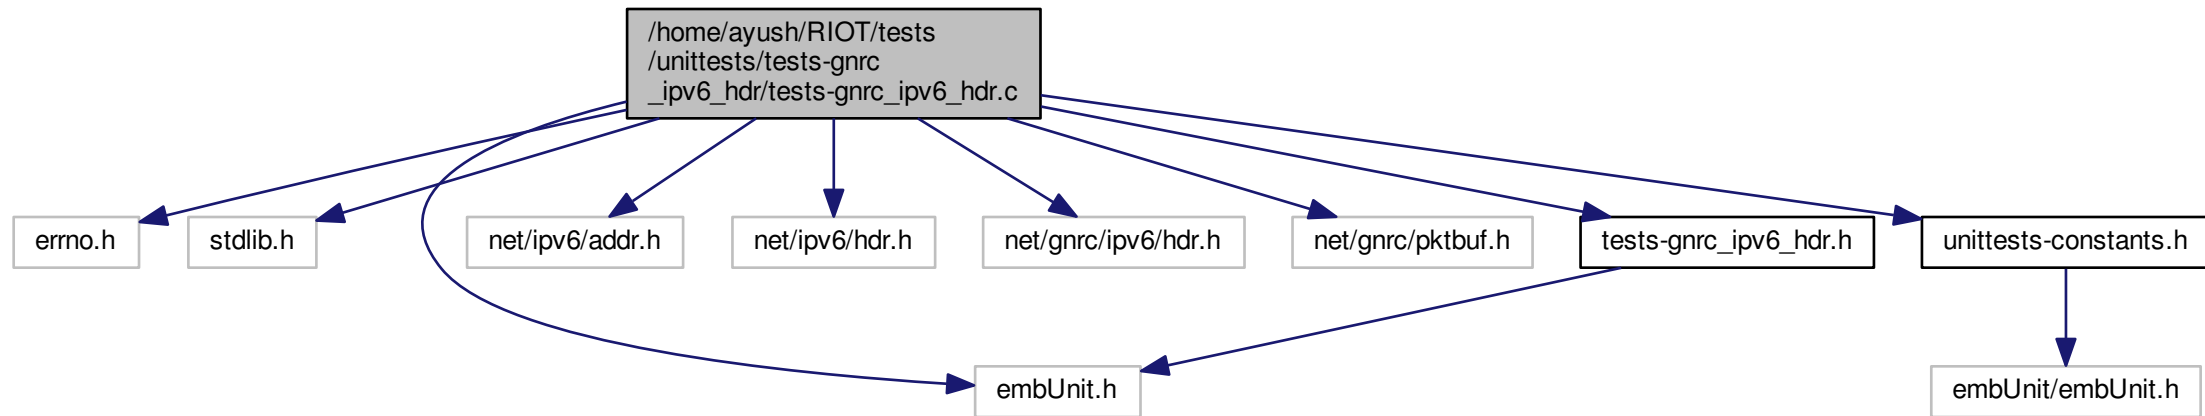 /home/ayush/RIOT/tests
/unittests/tests-gnrc
_ipv6_hdr/tests-gnrc_ipv6_hdr.c
errno.h
stdlib.h
net/ipv6/addr.h
net/ipv6/hdr.h
net/gnrc/ipv6/hdr.h
net/gnrc/pktbuf.h
tests-gnrc_ipv6_hdr.h
unittests-constants.h
embUnit.h
embUnit/embUnit.h